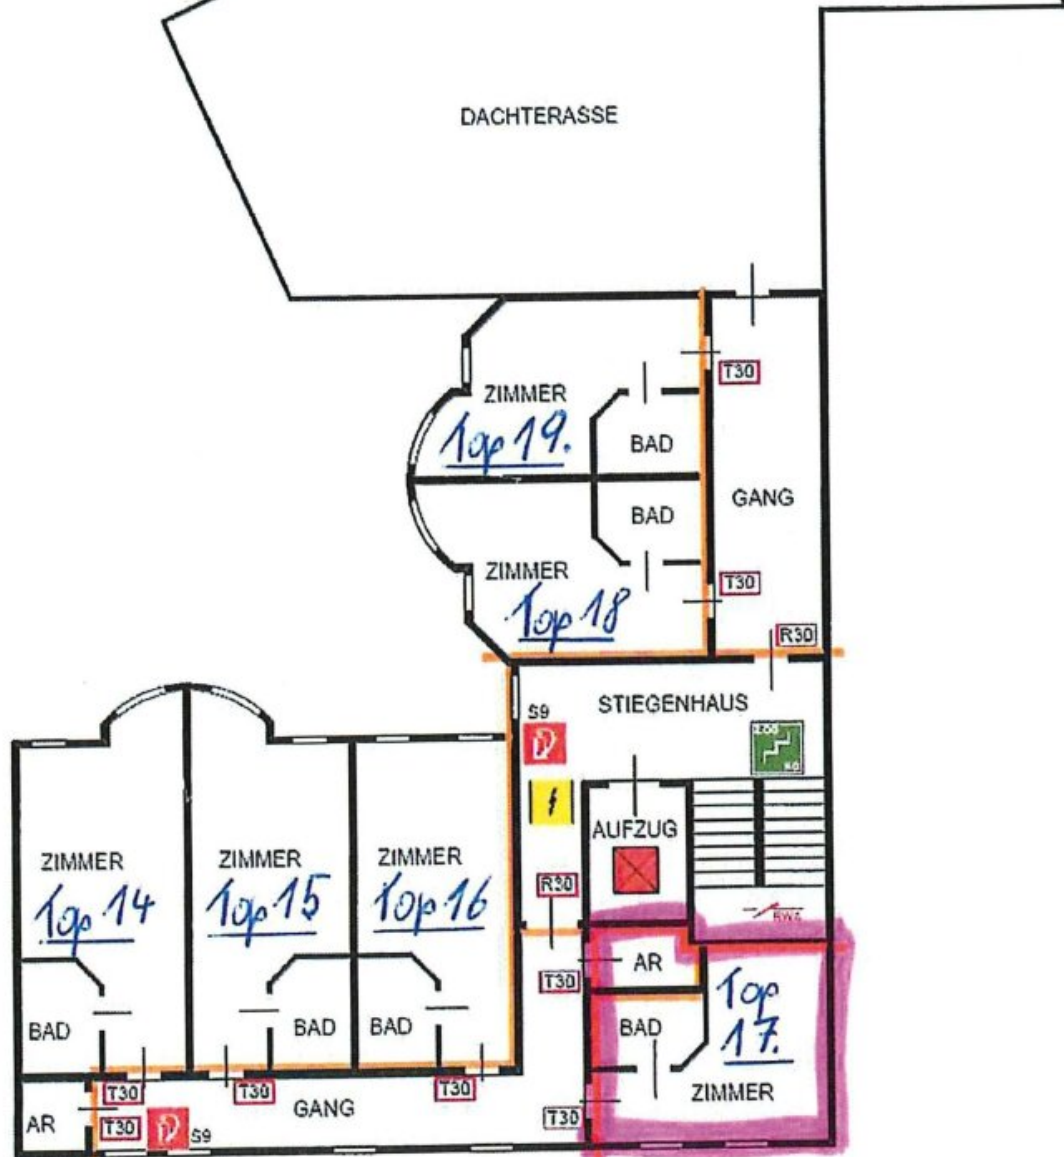 DACHTERASSE
ZIMMER
Top 19.
BAD
T30
GANG
BAD
ZIMMER
Top 18
T30
R30
S9
STIEGENHAUS
KG
AUFZUG
R30
RWA
ZIMMER
Top 14
ZIMMER
Top 15
ZIMMER
Top 16
BAD
BAD
BAD
T30
AR
BAD
Top
17.
ZIMMER
T30
T30
T30
T30
T30
GANG
AR
S9